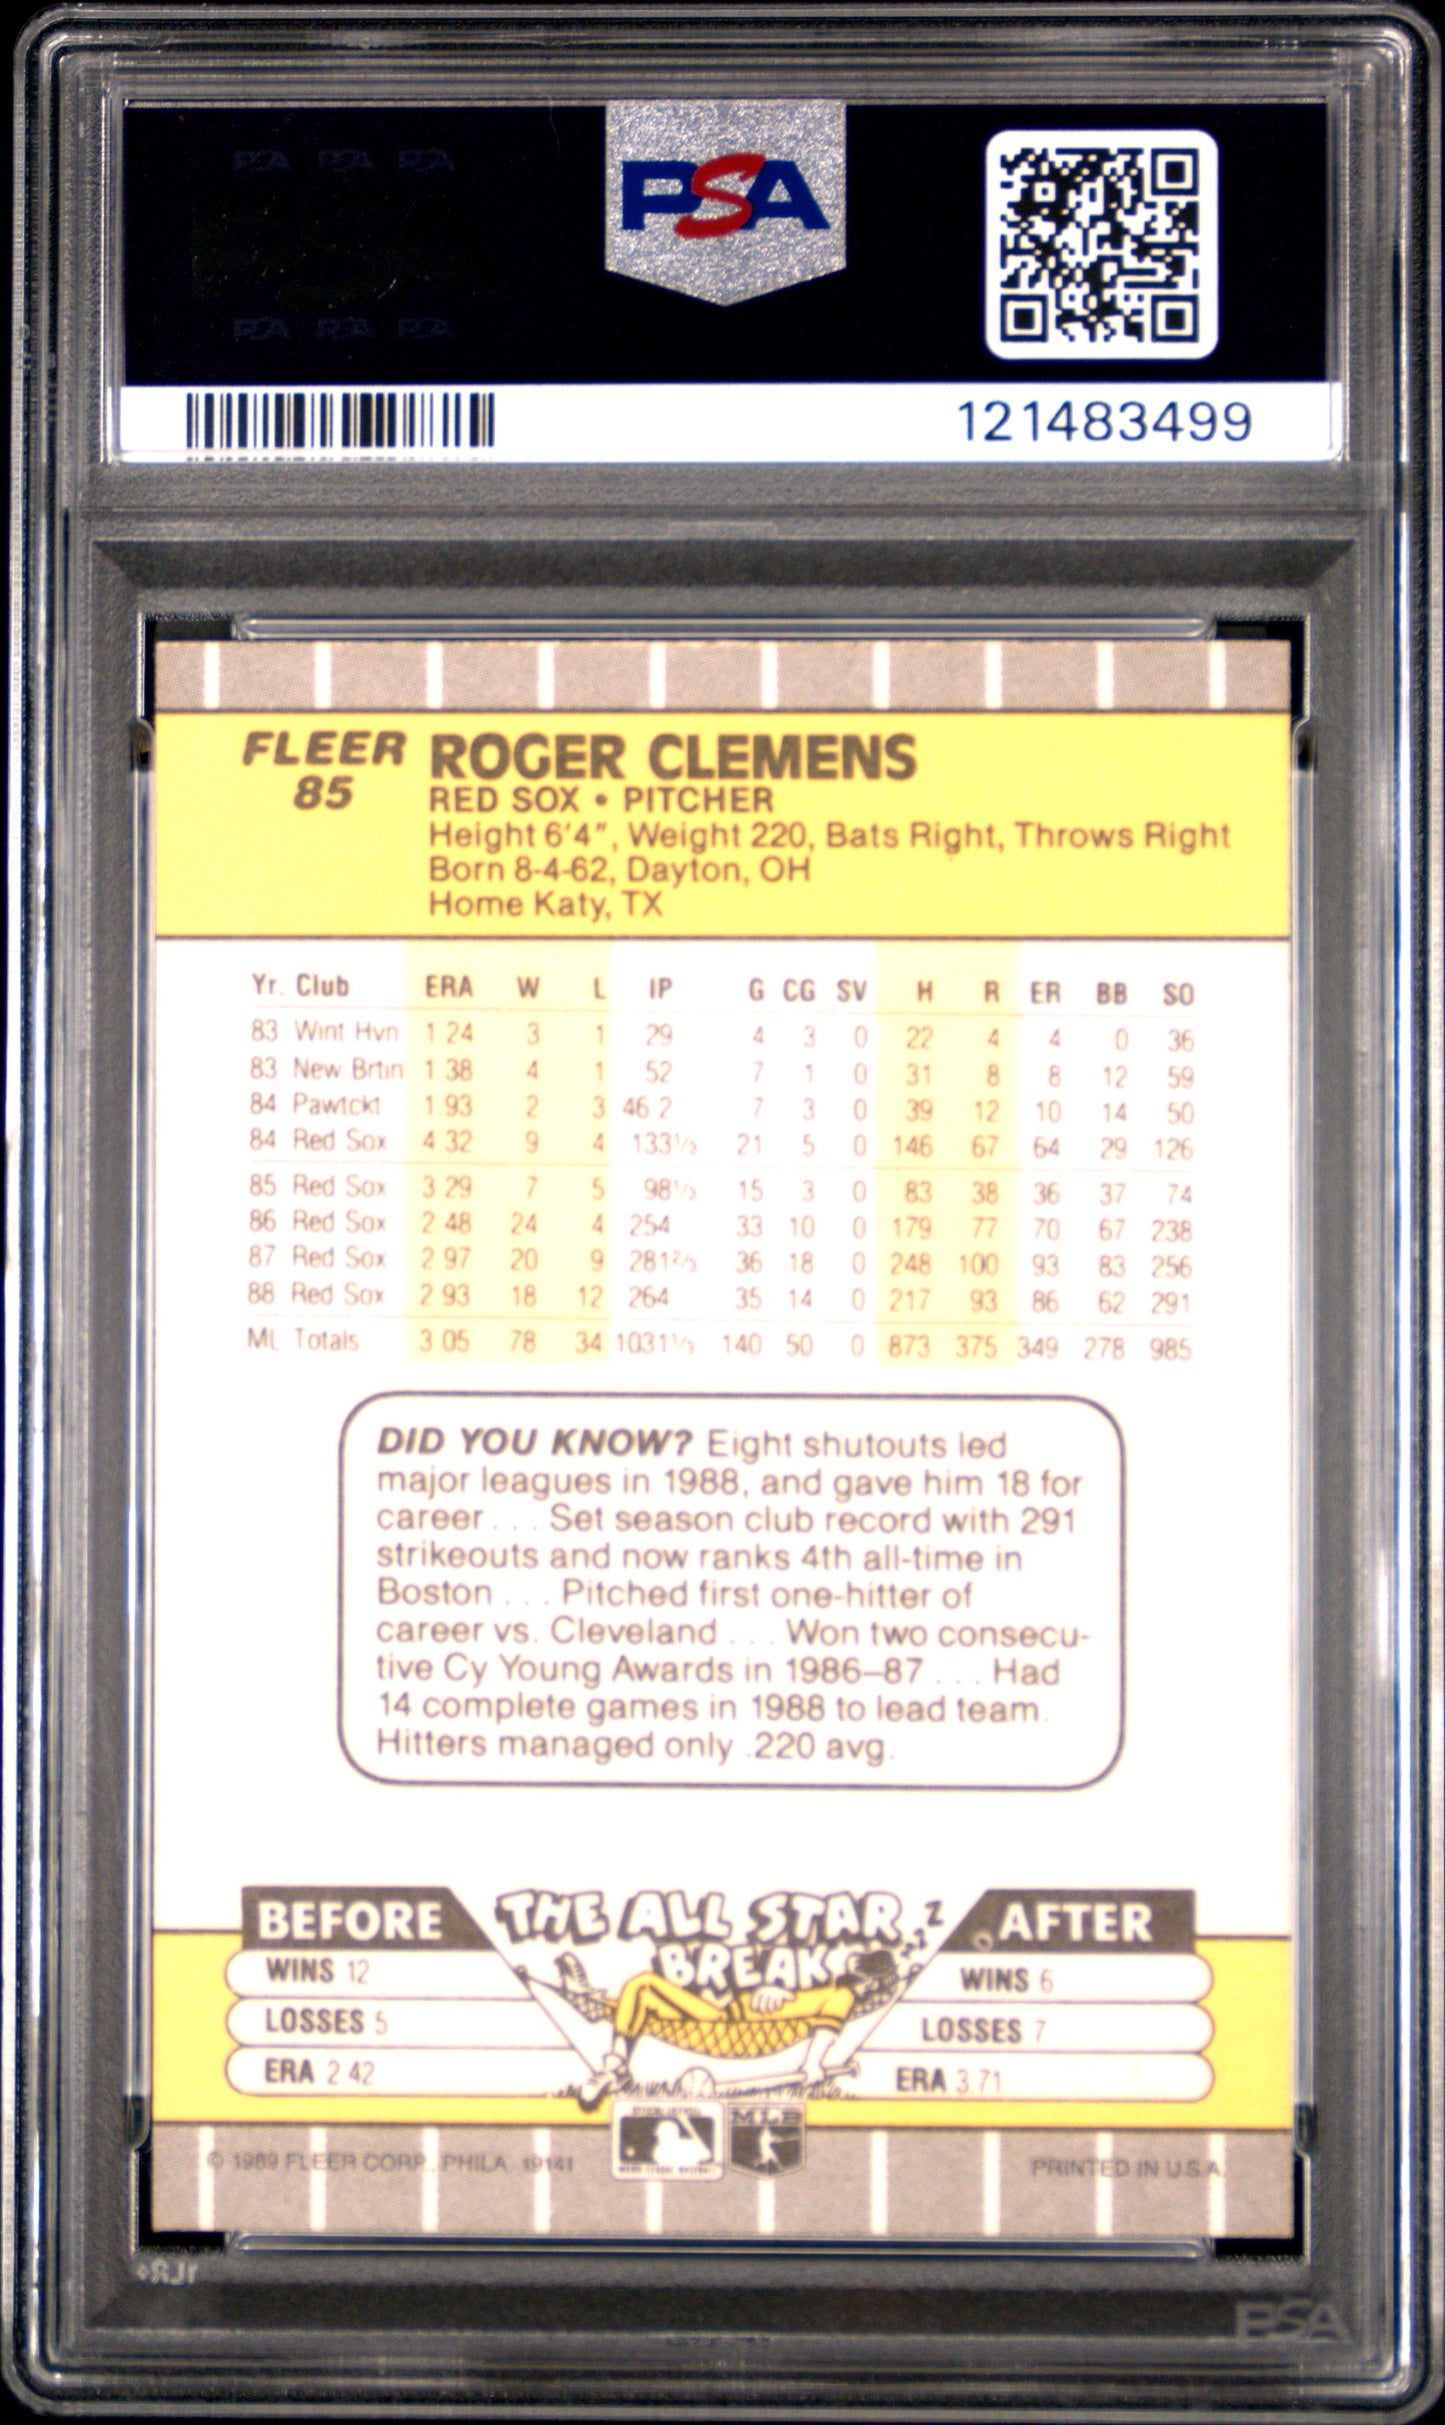 PSA
121483499
FLEER
85
ROGER CLEMENS
RED SOX • PITCHER
Height 6'4", Weight 220, Bats Right, Throws Right
Born 8-4-62, Dayton, OH
Home Katy, TX
Yr. Club ERA W L IP G CG SV H R ER BB SO
83 Wint Hvn 1 24 3 1 29 4 3 0 22 4 4 0 36
83 New Brtin 1 38 4 1 52 7 1 0 31 8 8 12 59
84 Pawtckt 1 93 2 3 46 2 7 3 0 39 12 10 14 50
84 Red Sox 4 32 9 4 133⅓ 21 5 0 146 67 64 29 126
85 Red Sox 3 29 7 5 98⅓ 15 3 0 83 38 36 37 74
86 Red Sox 2 48 24 4 254 33 10 0 179 77 70 67 238
87 Red Sox 2 97 20 9 281⅔ 36 18 0 248 100 93 83 256
88 Red Sox 2 93 18 12 264 35 14 0 217 93 86 62 291
ML Totals 3 05 78 34 1031⅓ 140 50 0 873 375 349 278 985
DID YOU KNOW? Eight shutouts led
major leagues in 1988, and gave him 18 for
career . . . Set season club record with 291
strikeouts and now ranks 4th all-time in
Boston . . . Pitched first one-hitter of
career vs. Cleveland . . . Won two consecu-
tive Cy Young Awards in 1986–87 . . . Had
14 complete games in 1988 to lead team.
Hitters managed only .220 avg.
BEFORE THE ALL STAR Z AFTER
BREAK
WINS 12 WINS 6
LOSSES 5 LOSSES 7
ERA 2.42 ERA 3.71
MLB
© 1989 FLEER CORP., PHILA. 19141 PRINTED IN U.S.A.
PSA